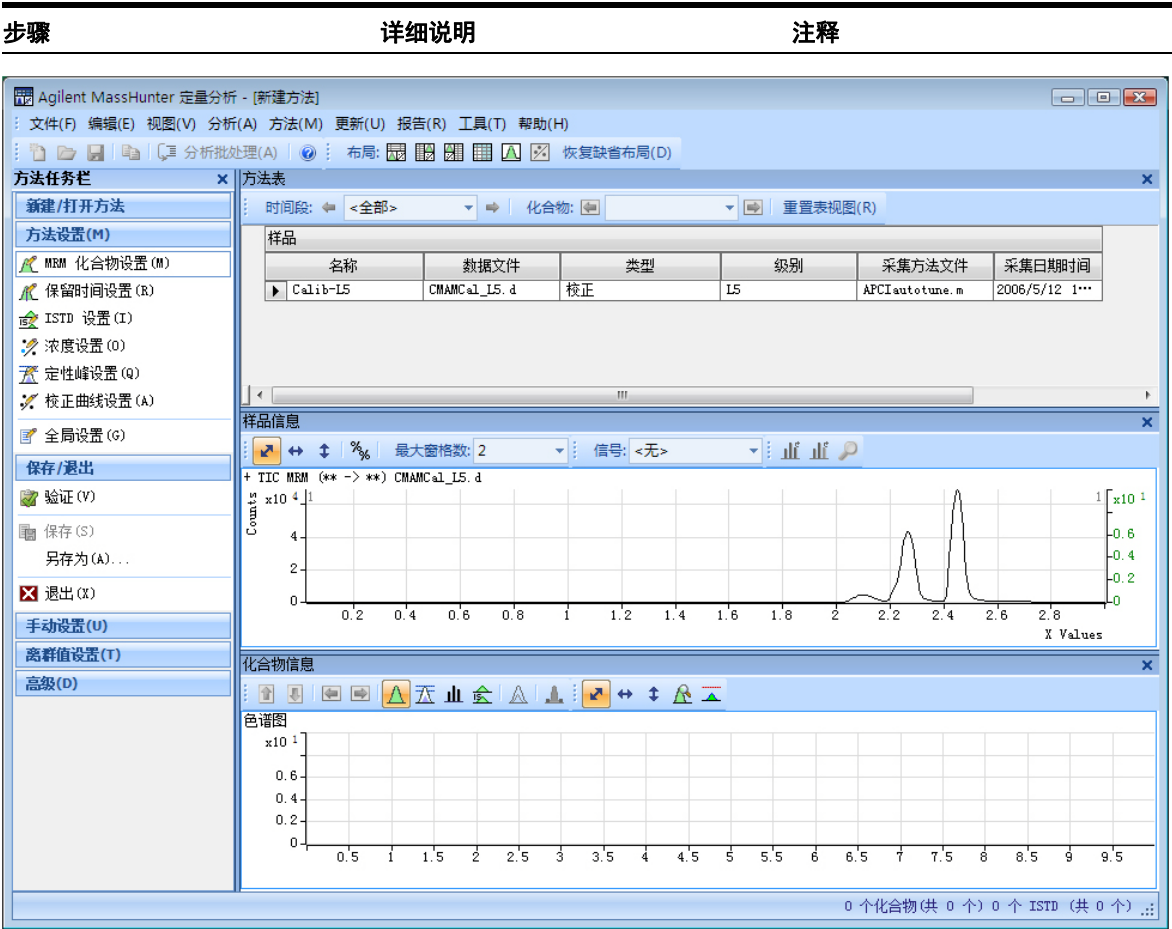 步骤 详细说明 注释
Agilent MassHunter 定量分析 - [新建方法]
文件(F) 编辑(E) 视图(V) 分析(A) 方法(M) 更新(U) 报告(R) 工具(T) 帮助(H)
分析批处理(A) 布局: 恢复缺省布局(D)
方法任务栏
新建/打开方法
方法设置(M)
MRM 化合物设置(M)
保留时间设置(R)
ISTD 设置(I)
浓度设置(O)
定性峰设置(Q)
校正曲线设置(A)
全局设置(G)
保存/退出
验证(V)
保存(S)
另存为(A)...
退出(X)
手动设置(U)
离群值设置(T)
高级(D)
方法表
时间段: <全部> 化合物: 重置表视图(R)
样品
名称 数据文件 类型 级别 采集方法文件 采集日期时间
Calib-L5 CMAMCal_L5.d 校正 L5 APCIautotune.m 2006/5/12 1…
样品信息
最大窗格数: 2 信号: <无>
+ TIC MRM (** -> **) CMAMCal_L5.d
Counts
x10 4 1 1 x10 1
4 0.6
0.4
2 0.2
0 0
0.2 0.4 0.6 0.8 1 1.2 1.4 1.6 1.8 2 2.2 2.4 2.6 2.8
X Values
化合物信息
色谱图
x10 1
0.6
0.4
0.2
0
0.5 1 1.5 2 2.5 3 3.5 4 4.5 5 5.5 6 6.5 7 7.5 8 8.5 9 9.5
0 个化合物(共 0 个) 0 个 ISTD (共 0 个)